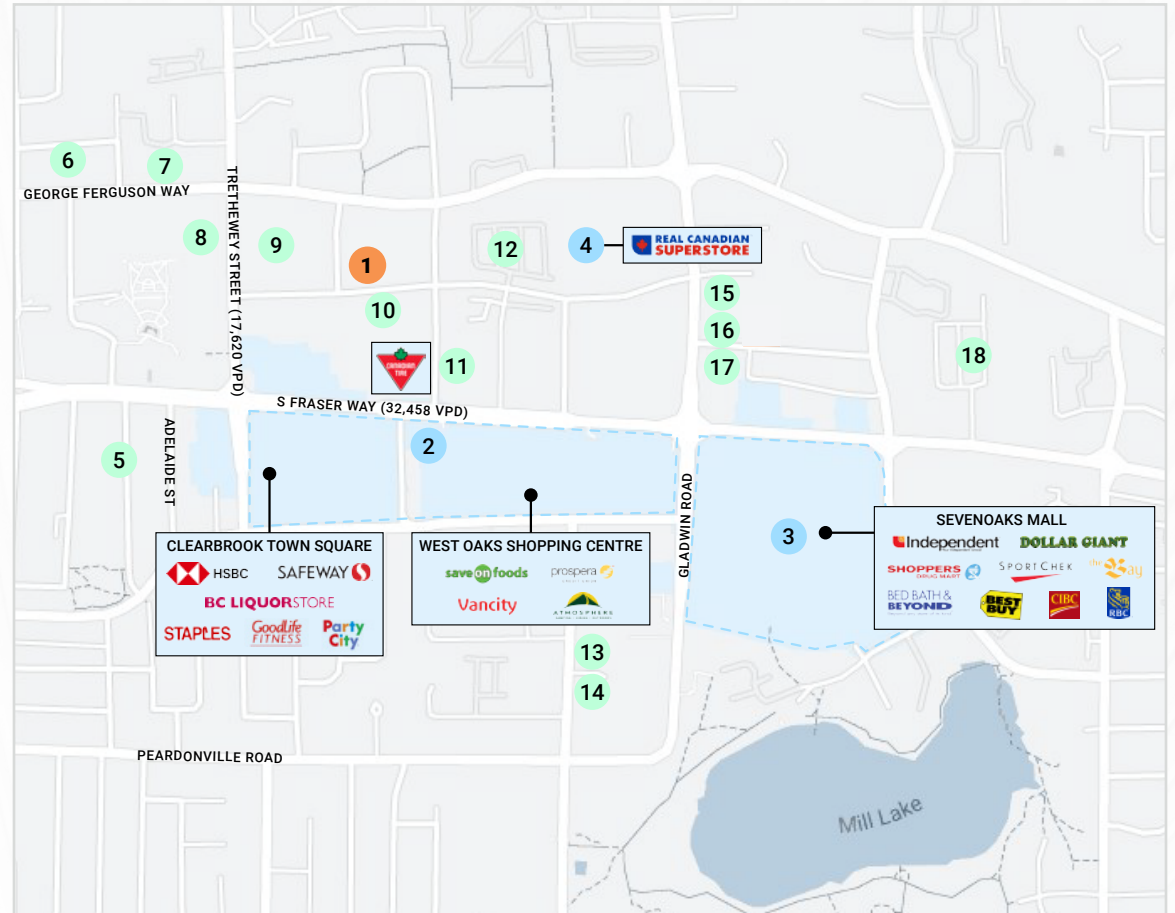 6
7
GEORGE FERGUSON WAY
TRETHEWEY STREET (17,620 VPD)
8
9
1
10
12
4
REAL CANADIAN
SUPERSTORE
15
16
17
18
CANADIAN
TIRE
11
S FRASER WAY (32,458 VPD)
ADELAIDE ST
5
2
GLADWIN ROAD
3
CLEARBROOK TOWN SQUARE
HSBC
SAFEWAY
BC LIQUORSTORE
STAPLES
GoodLife
FITNESS
Party
City
WEST OAKS SHOPPING CENTRE
save on foods
prospera
Vancity
ATMOSPHERE
SEVENOAKS MALL
Independent
DOLLAR GIANT
SHOPPERS
DRUG MART
SPORTCHEK
the Bay
BED BATH &
BEYOND
BEST
BUY
CIBC
RBC
13
14
PEARDONVILLE ROAD
Mill Lake